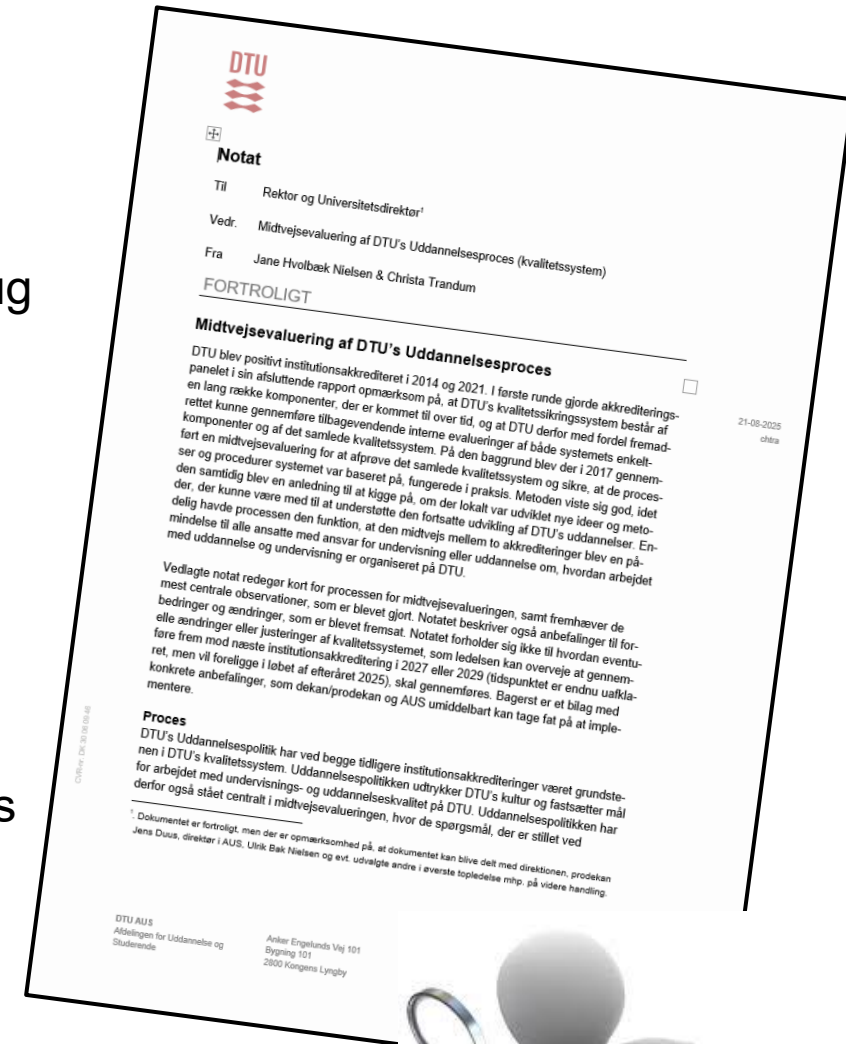 ug
s
DTU
Notat
Til Rektor og Universitetsdirektør¹
Vedr. Midtvejsevaluering af DTU's Uddannelsesproces (kvalitetssystem)
Fra Jane Hvolbæk Nielsen & Christa Trandum
FORTROLIGT
Midtvejsevaluering af DTU's Uddannelsesproces
21-08-2025
chtra
DTU blev positivt institutionsakkrediteret i 2014 og 2021. I første runde gjorde akkrediterings-
panelet i sin afsluttende rapport opmærksom på, at DTU's kvalitetssikringssystem består af
en lang række komponenter, der er kommet til over tid, og at DTU derfor med fordel fremad-
rettet kunne gennemføre tilbagevendende interne evalueringer af både systemets enkelt-
komponenter og af det samlede kvalitetssystem. På den baggrund blev der i 2017 gennem-
ført en midtvejsevaluering for at afprøve det samlede kvalitetssystem og sikre, at de proces-
ser og procedurer systemet var baseret på, fungerede i praksis. Metoden viste sig god, idet
den samtidig blev en anledning til at kigge på, om der lokalt var udviklet nye ideer og meto-
der, der kunne være med til at understøtte den fortsatte udvikling af DTU's uddannelser. En-
delig havde processen den funktion, at den midtvejs mellem to akkrediteringer blev en på-
mindelse til alle ansatte med ansvar for undervisning eller uddannelse om, hvordan arbejdet
med uddannelse og undervisning er organiseret på DTU.
Vedlagte notat redegør kort for processen for midtvejsevalueringen, samt fremhæver de
mest centrale observationer, som er blevet gjort. Notatet beskriver også anbefalinger til for-
bedringer og ændringer, som er blevet fremsat. Notatet forholder sig ikke til hvordan eventu-
elle ændringer eller justeringer af kvalitetssystemet, som ledelsen kan overveje at gennem-
føre frem mod næste institutionsakkreditering i 2027 eller 2029 (tidspunktet er endnu uafkla-
ret, men vil foreligge i løbet af efteråret 2025), skal gennemføres. Bagerst er et bilag med
konkrete anbefalinger, som dekan/prodekan og AUS umiddelbart kan tage fat på at imple-
mentere.
Proces
DTU's Uddannelsespolitik har ved begge tidligere institutionsakkrediteringer været grundste-
nen i DTU's kvalitetssystem. Uddannelsespolitikken udtrykker DTU's kultur og fastsætter mål
for arbejdet med undervisnings- og uddannelseskvalitet på DTU. Uddannelsespolitikken har
derfor også stået centralt i midtvejsevalueringen, hvor de spørgsmål, der er stillet ved
¹. Dokumentet er fortroligt, men der er opmærksomhed på, at dokumentet kan blive delt med direktionen, prodekan
Jens Duus, direktør i AUS, Ulrik Bak Nielsen og evt. udvalgte andre i øverste topledelse mhp. på videre handling.
DTU AUS
Afdelingen for Uddannelse og
Studerende
Anker Engelunds Vej 101
Bygning 101
2800 Kongens Lyngby